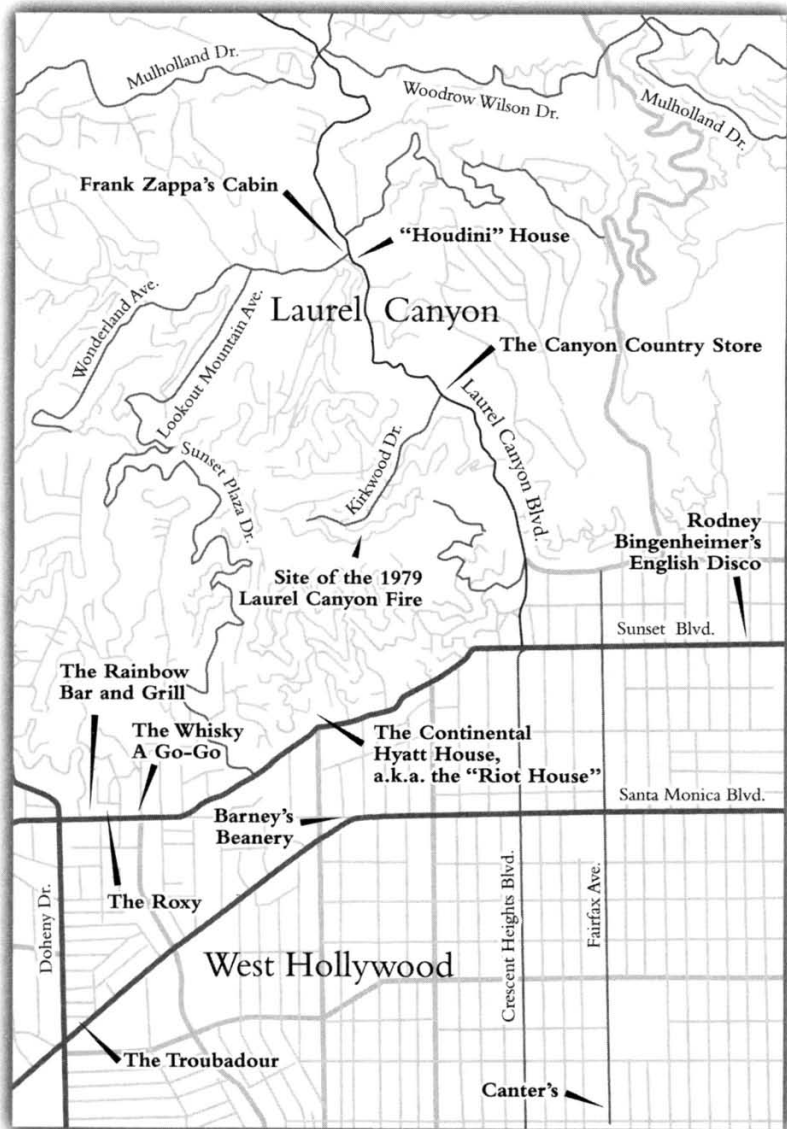 Mulholland Dr.
Woodrow Wilson Dr.
Mulholland Dr.
Frank Zappa's Cabin
"Houdini" House
Wonderland Ave.
Lookout Mountain Ave.
Laurel Canyon
The Canyon Country Store
Laurel Canyon Blvd.
Kirkwood Dr.
Sunset Plaza Dr.
Site of the 1979
Laurel Canyon Fire
Rodney
Bingenheimer's
English Disco
Sunset Blvd.
The Rainbow
Bar and Grill
The Whisky
A Go-Go
The Continental
Hyatt House,
a.k.a. the "Riot House"
Santa Monica Blvd.
Barney's
Beanery
The Roxy
Doheny Dr.
Crescent Heights Blvd.
Fairfax Ave.
West Hollywood
The Troubadour
Canter's